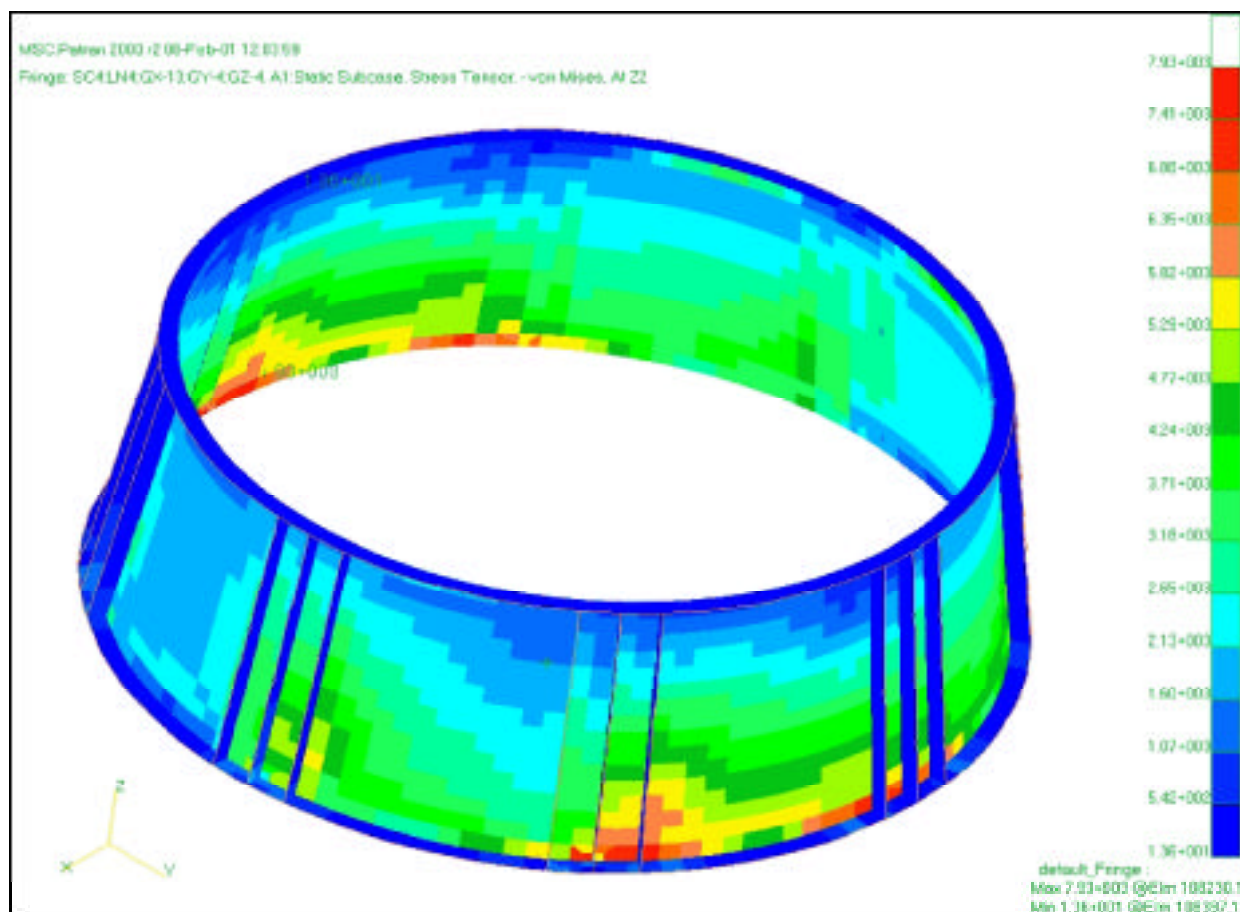 MSC.Patran 2000 r2 08-Feb-01 12:03:59
Fringe: SC4:LN4:GX-13:GY-4:GZ-4, A1:Static Subcase, Stress Tensor, -von Mises, At Z2
7.93+003
7.41+003
6.88+003
6.35+003
5.82+003
5.29+003
4.77+003
4.24+003
3.71+003
3.18+003
2.65+003
2.13+003
1.60+003
1.07+003
5.42+002
1.36+001
1.36+001
Z
X
Y
default_Fringe :
Max 7.93+003 @Elm 108230.1
Min 1.36+001 @Elm 108397.1